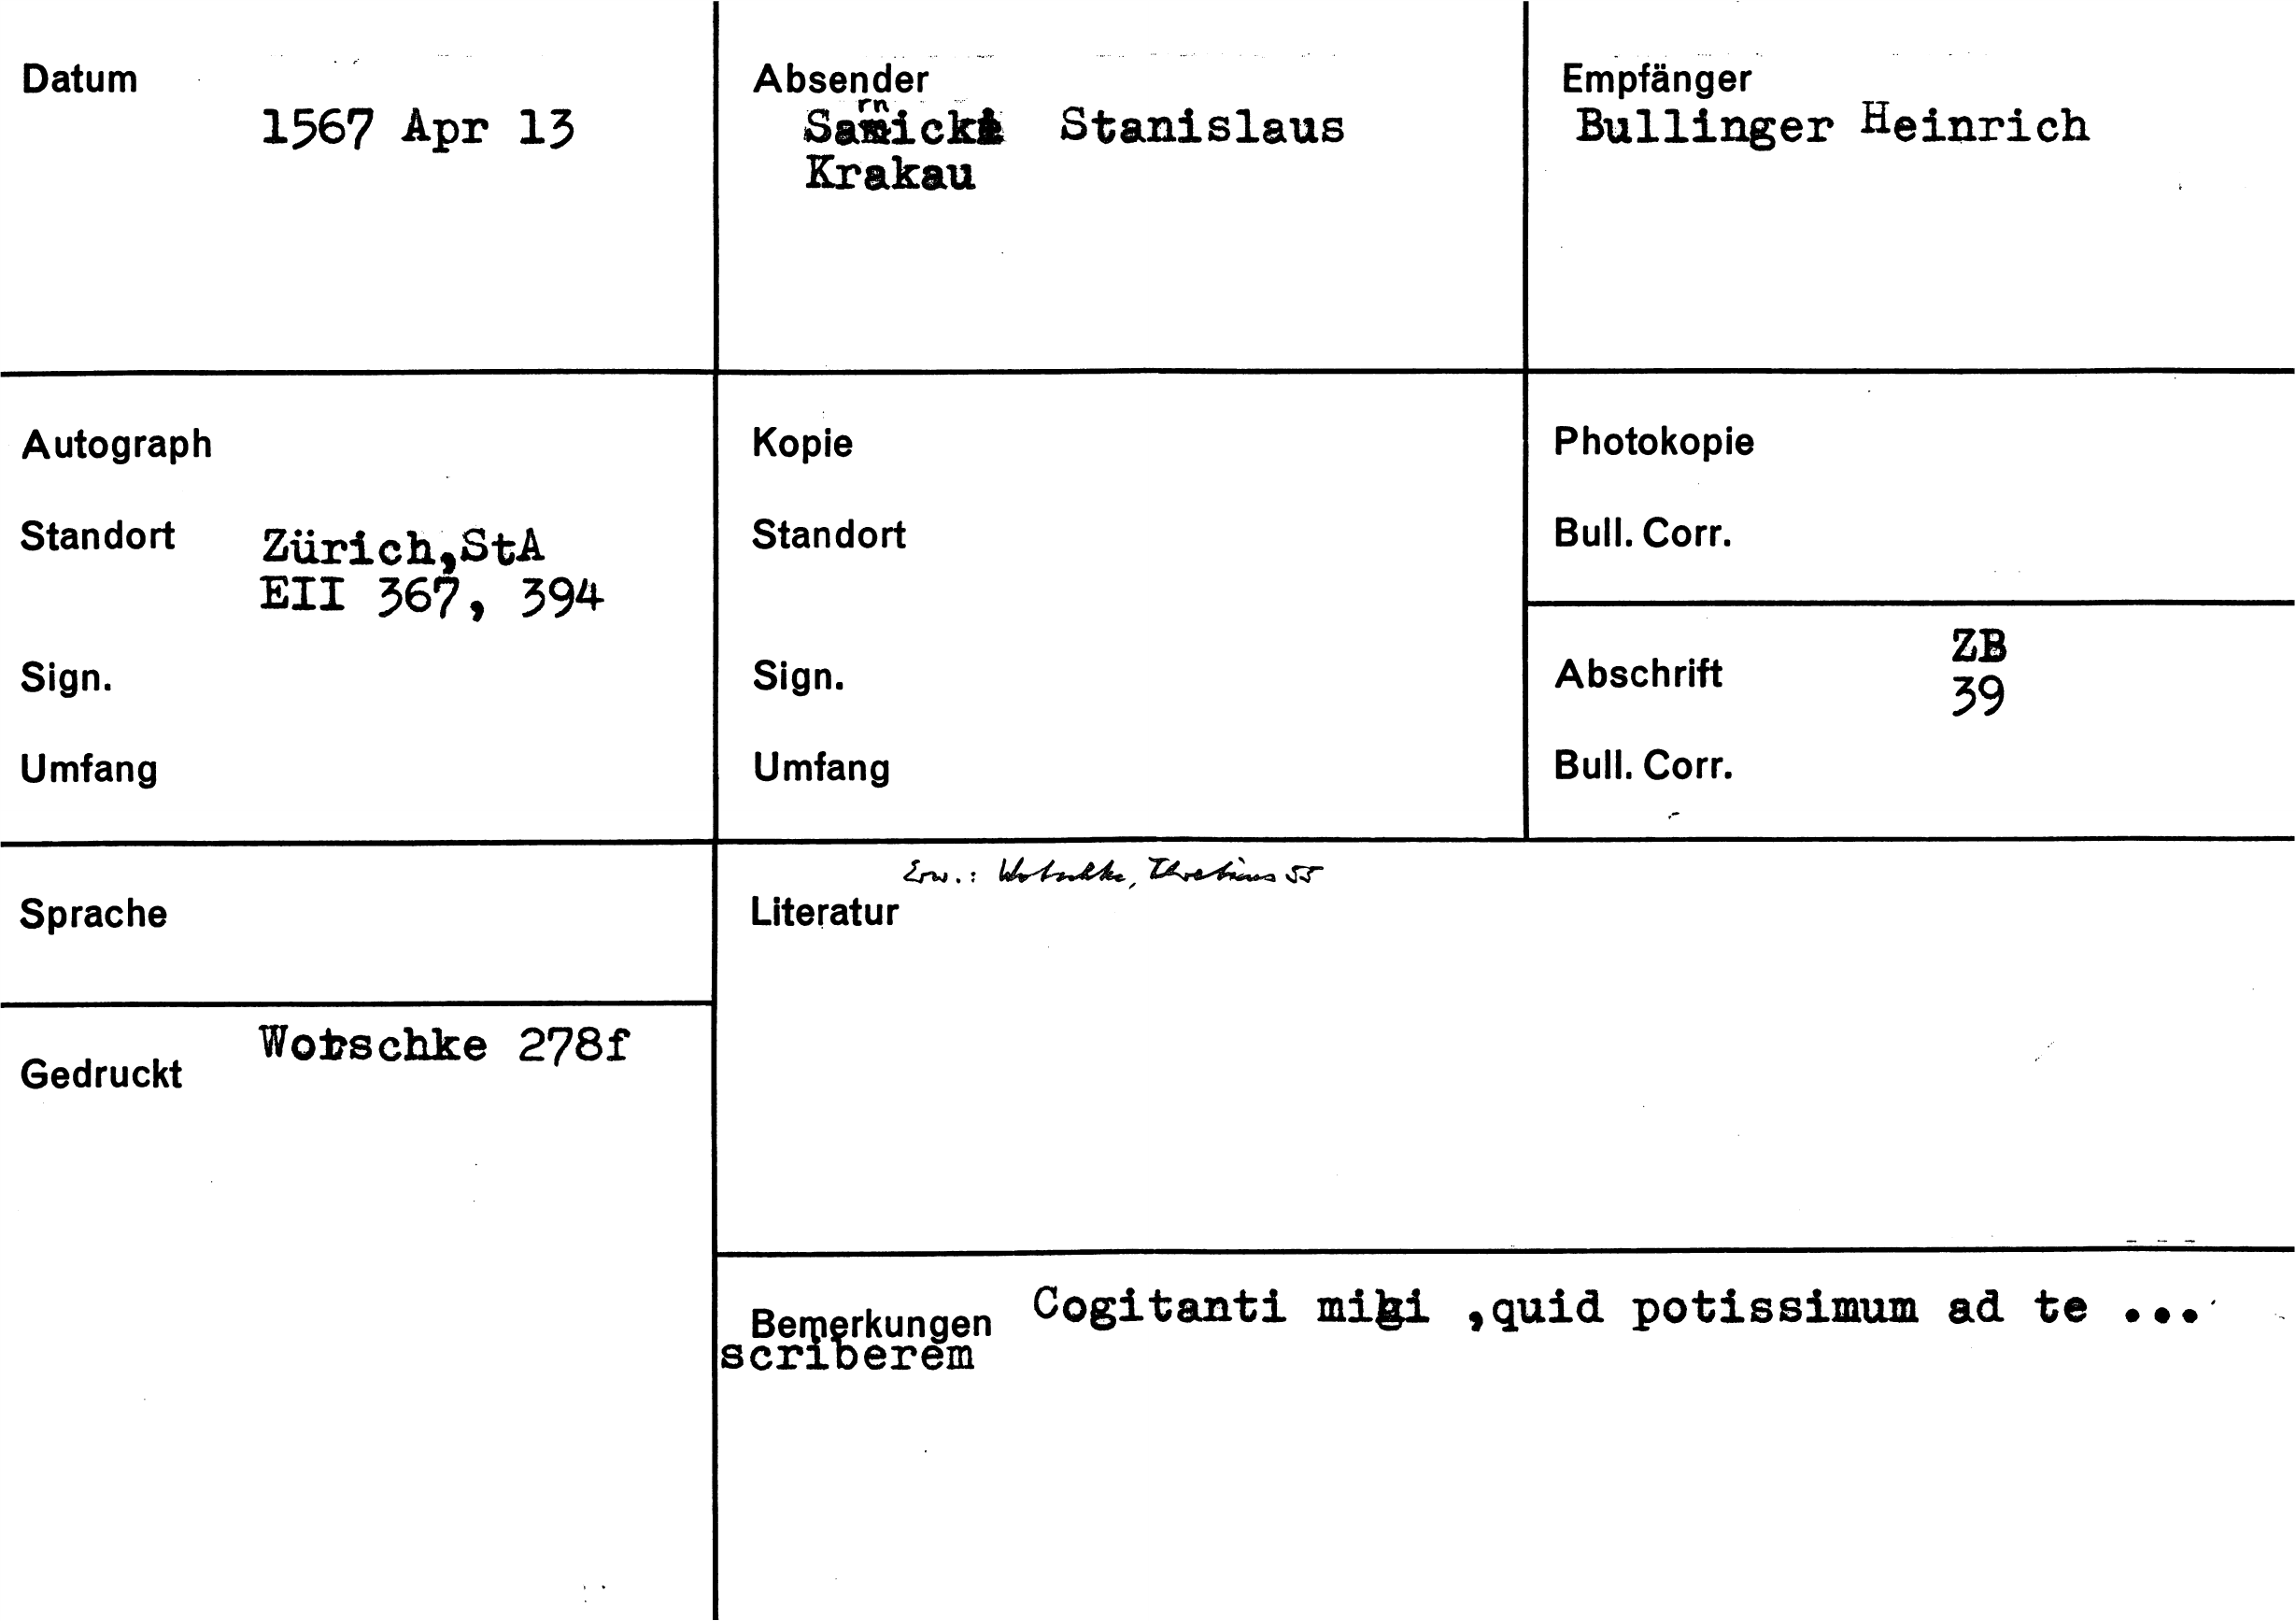 Datum
1567 Apr 13
Absender
Sarnicki Stanislaus
Krakau
Empfänger
Bullinger Heinrich
Autograph
Standort
Zürich,StA
EII 367, 394
Sign.
Umfang
Kopie
Standort
Sign.
Umfang
Photokopie
Bull. Corr.
Abschrift
ZB
39
Bull. Corr.
Sprache
Erw.: Wotschke, Thretius 55
Literatur
Gedruckt
Wotschke 278f
Bemerkungen
Cogitanti mihi ,quid potissimum ad te ...
scriberem